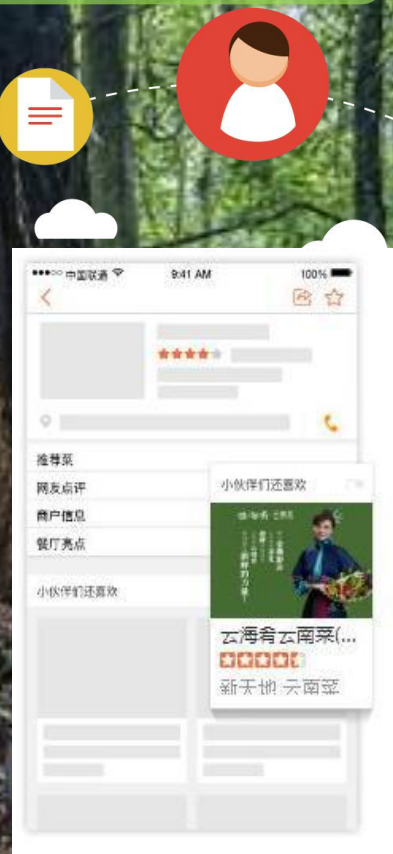 中国联通
9:41 AM
100%
推荐菜
网友点评
商户信息
餐厅亮点
小伙伴们还喜欢
小伙伴们还喜欢
云海肴云南菜(...
新天地 云南菜